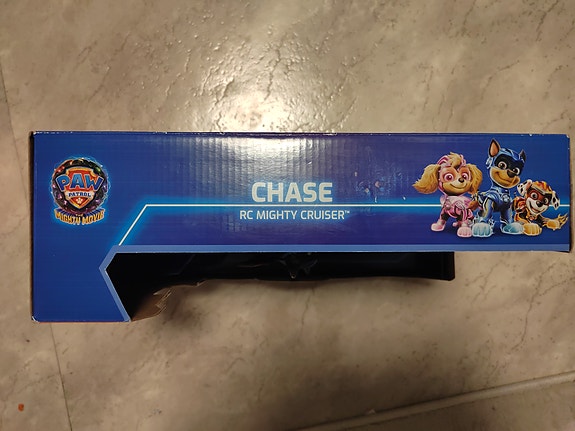 PAW
PATROL
MIGHTY MOVIE
CHASE
RC MIGHTY CRUISER™